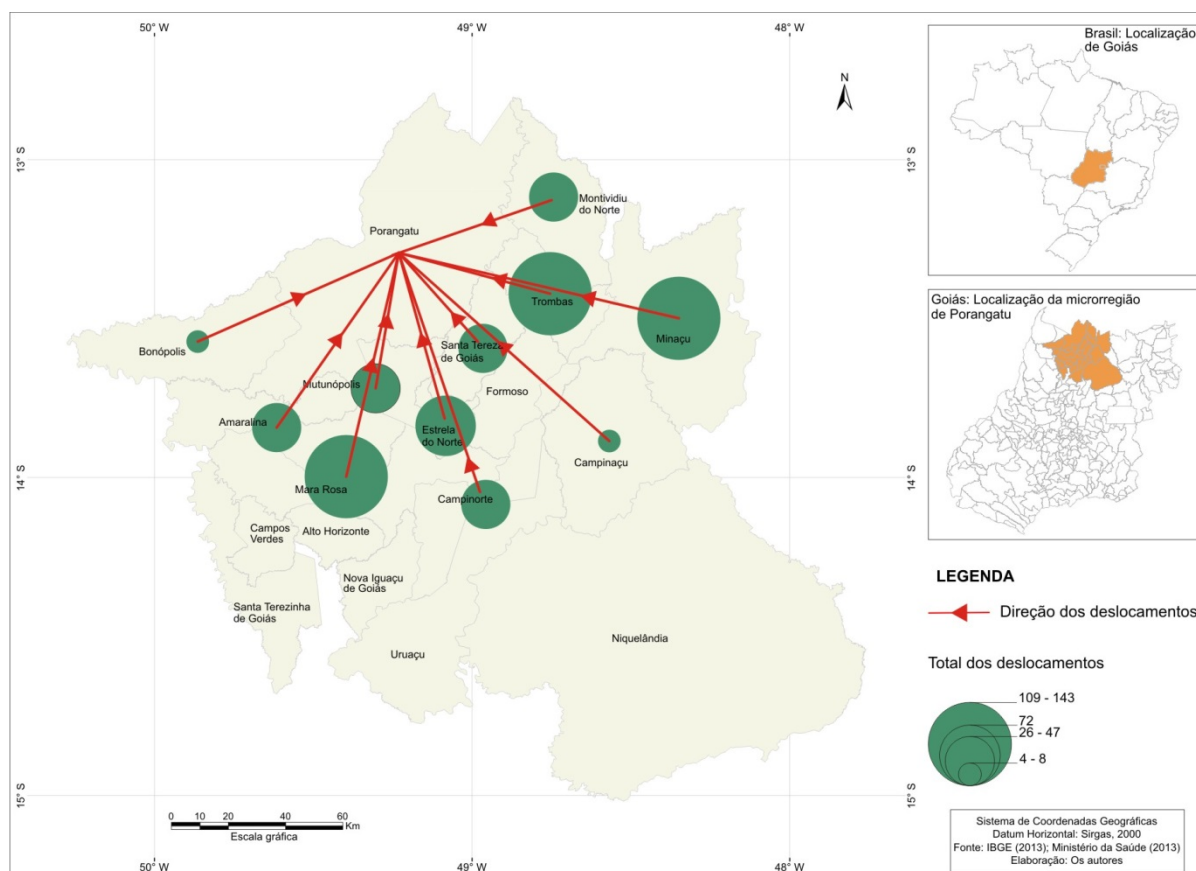 50° W
49° W
48° W
13° S
14° S
15° S
N
Montividiu
do Norte
Porangatu
Trombas
Minaçu
Bonópolis
Santa Tereza
de Goiás
Mutunópolis
Formoso
Amaralina
Estrela
do Norte
Campinaçu
Mara Rosa
Campinorte
Campos
Verdes
Alto Horizonte
Nova Iguaçu
de Goiás
Santa Terezinha
de Goiás
Uruaçu
Niquelândia
0 10 20 40 60
Km
Escala gráfica
50° W
49° W
48° W
Brasil: Localização
de Goiás
Goiás: Localização da microrregião
de Porangatu
LEGENDA
Direção dos deslocamentos
Total dos deslocamentos
109 - 143
72
26 - 47
4 - 8
Sistema de Coordenadas Geográficas
Datum Horizontal: Sirgas, 2000
Fonte: IBGE (2013); Ministério da Saúde (2013)
Elaboração: Os autores